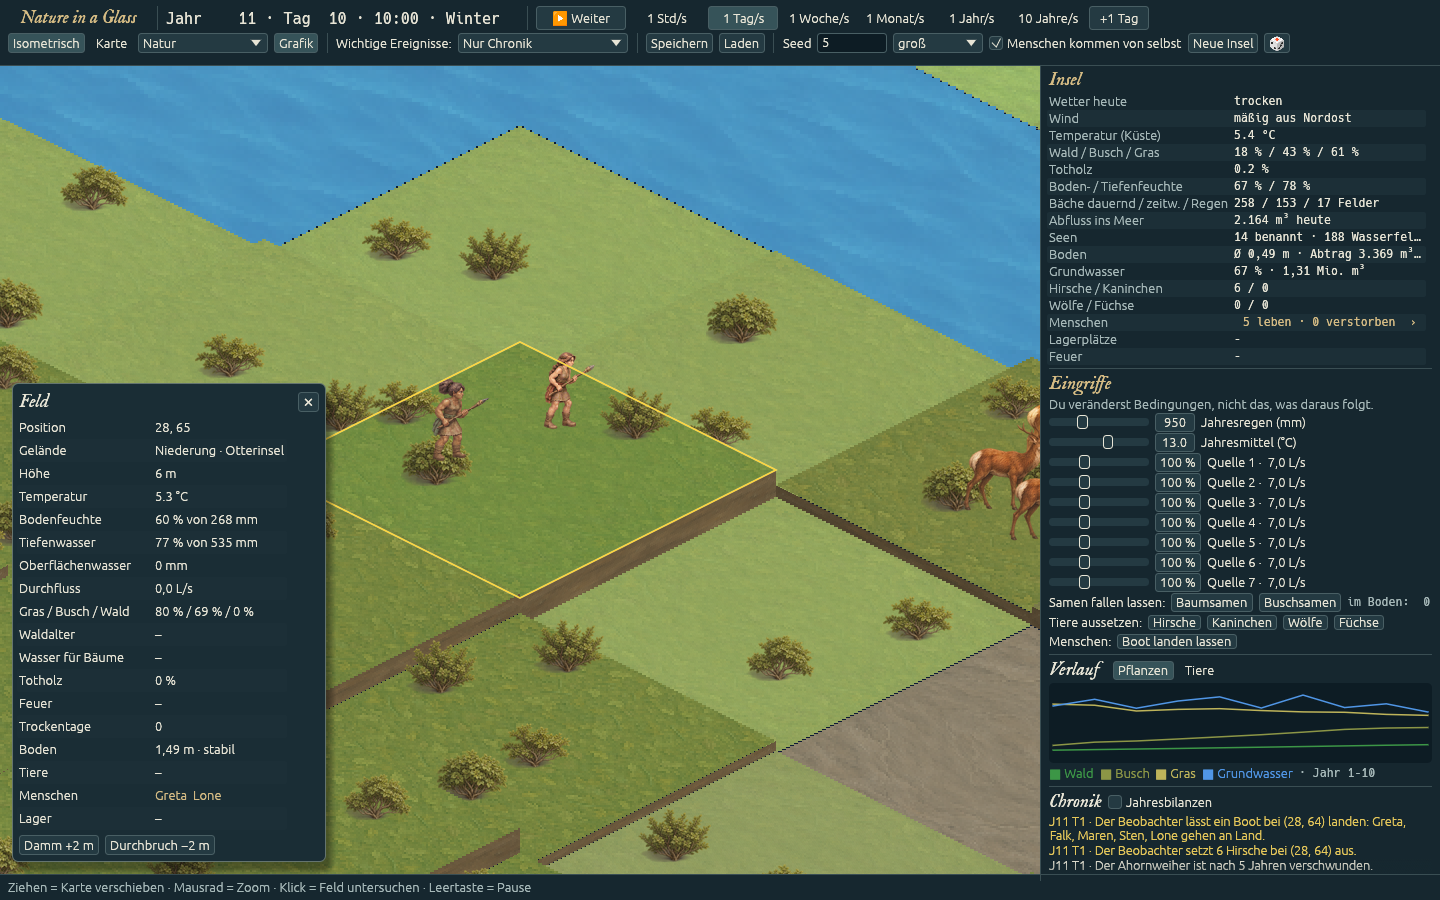 Nature in a Glass
Jahr 11 · Tag 10 · 10:00 · Winter
Weiter
1 Std/s
1 Tag/s
1 Woche/s
1 Monat/s
1 Jahr/s
10 Jahre/s
+1 Tag
Isometrisch
Karte
Natur
Grafik
Wichtige Ereignisse:
Nur Chronik
Speichern
Laden
Seed
5
groß
Menschen kommen von selbst
Neue Insel
Feld
Position 28, 65
Gelände Niederung · Otterinsel
Höhe 6 m
Temperatur 5.3 °C
Bodenfeuchte 60 % von 268 mm
Tiefenwasser 77 % von 535 mm
Oberflächenwasser 0 mm
Durchfluss 0,0 L/s
Gras / Busch / Wald 80 % / 69 % / 0 %
Waldalter –
Wasser für Bäume –
Totholz 0 %
Feuer –
Trockentage 0
Boden 1,49 m · stabil
Tiere –
Menschen Greta Lone
Lager –
Damm +2 m
Durchbruch −2 m
Insel
Wetter heute trocken
Wind mäßig aus Nordost
Temperatur (Küste) 5.4 °C
Wald / Busch / Gras 18 % / 43 % / 61 %
Totholz 0.2 %
Boden- / Tiefenfeuchte 67 % / 78 %
Bäche dauernd / zeitw. / Regen 258 / 153 / 17 Felder
Abfluss ins Meer 2.164 m³ heute
Seen 14 benannt · 188 Wasserfel…
Boden Ø 0,49 m · Abtrag 3.369 m³…
Grundwasser 67 % · 1,31 Mio. m³
Hirsche / Kaninchen 6 / 0
Wölfe / Füchse 0 / 0
Menschen 5 leben · 0 verstorben ›
Lagerplätze -
Feuer -
Eingriffe
Du veränderst Bedingungen, nicht das, was daraus folgt.
950 Jahresregen (mm)
13.0 Jahresmittel (°C)
100 % Quelle 1 · 7,0 L/s
100 % Quelle 2 · 7,0 L/s
100 % Quelle 3 · 7,0 L/s
100 % Quelle 4 · 7,0 L/s
100 % Quelle 5 · 7,0 L/s
100 % Quelle 6 · 7,0 L/s
100 % Quelle 7 · 7,0 L/s
Samen fallen lassen: Baumsamen Buschsamen im Boden: 0
Tiere aussetzen: Hirsche Kaninchen Wölfe Füchse
Menschen: Boot landen lassen
Verlauf Pflanzen Tiere
Wald Busch Gras Grundwasser · Jahr 1-10
Chronik Jahresbilanzen
J11 T1 · Der Beobachter lässt ein Boot bei (28, 64) landen: Greta,
Falk, Maren, Sten, Lone gehen an Land.
J11 T1 · Der Beobachter setzt 6 Hirsche bei (28, 64) aus.
J11 T1 · Der Ahornweiher ist nach 5 Jahren verschwunden.
Ziehen = Karte verschieben · Mausrad = Zoom · Klick = Feld untersuchen · Leertaste = Pause